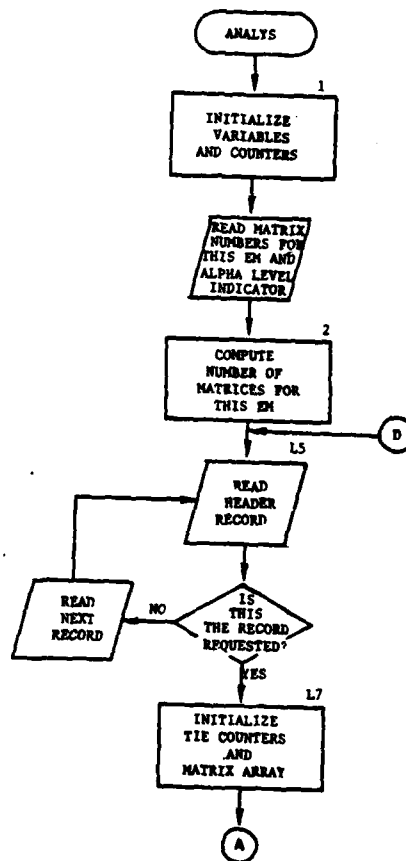 ANALYS
1
INITIALIZE
VARIABLES
AND COUNTERS
READ MATRIX
NUMBERS FOR
THIS EM AND
ALPHA LEVEL
INDICATOR
2
COMPUTE
NUMBER OF
MATRICES FOR
THIS EM
D
L5
READ
HEADER
RECORD
READ
NEXT
RECORD
NO
IS
THIS
THE RECORD
REQUESTED?
YES
L7
INITIALIZE
TIE COUNTERS
AND
MATRIX ARRAY
A